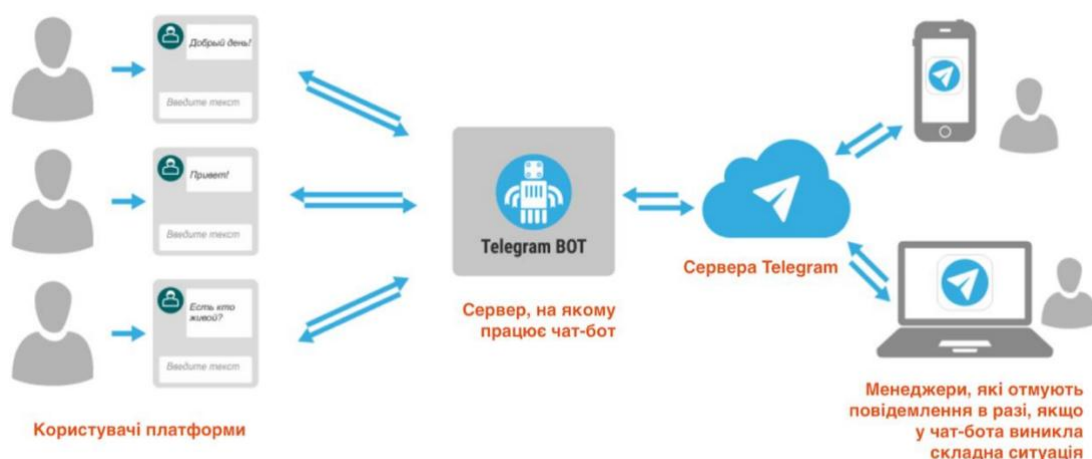 Добрый день!
Введите текст
Привет!
Введите текст
Есть кто
живой?
Введите текст
Користувачі платформи
Telegram BOT
Сервер, на якому
працює чат-бот
Сервера Telegram
Менеджери, які отмують
повідемлення в разі, якщо
у чат-бота виникла
складна ситуація